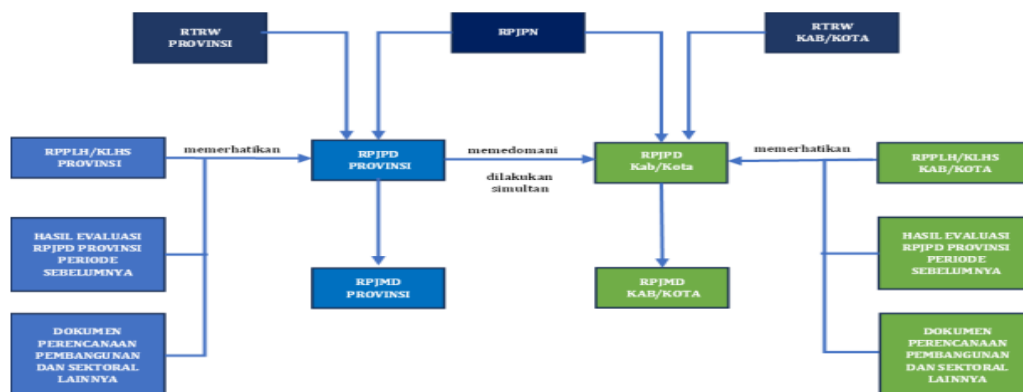 RTRW
PROVINSI
RPJPN
RTRW
KAB/KOTA
RPPLH/KLHS
PROVINSI
memerhatikan
RPJPD
PROVINSI
memedomani
dilakukan
simultan
RPJPD
Kab/Kota
memerhatikan
RPPLH/KLHS
KAB/KOTA
HASIL EVALUASI
RPJPD PROVINSI
PERIODE
SEBELUMNYA
HASIL EVALUASI
RPJPD PROVINSI
PERIODE
SEBELUMNYA
RPJMD
PROVINSI
RPJMD
KAB/KOTA
DOKUMEN
PERENCANAAN
PEMBANGUNAN
DAN SEKTORAL
LAINNYA
DOKUMEN
PERENCANAAN
PEMBANGUNAN
DAN SEKTORAL
LAINNYA